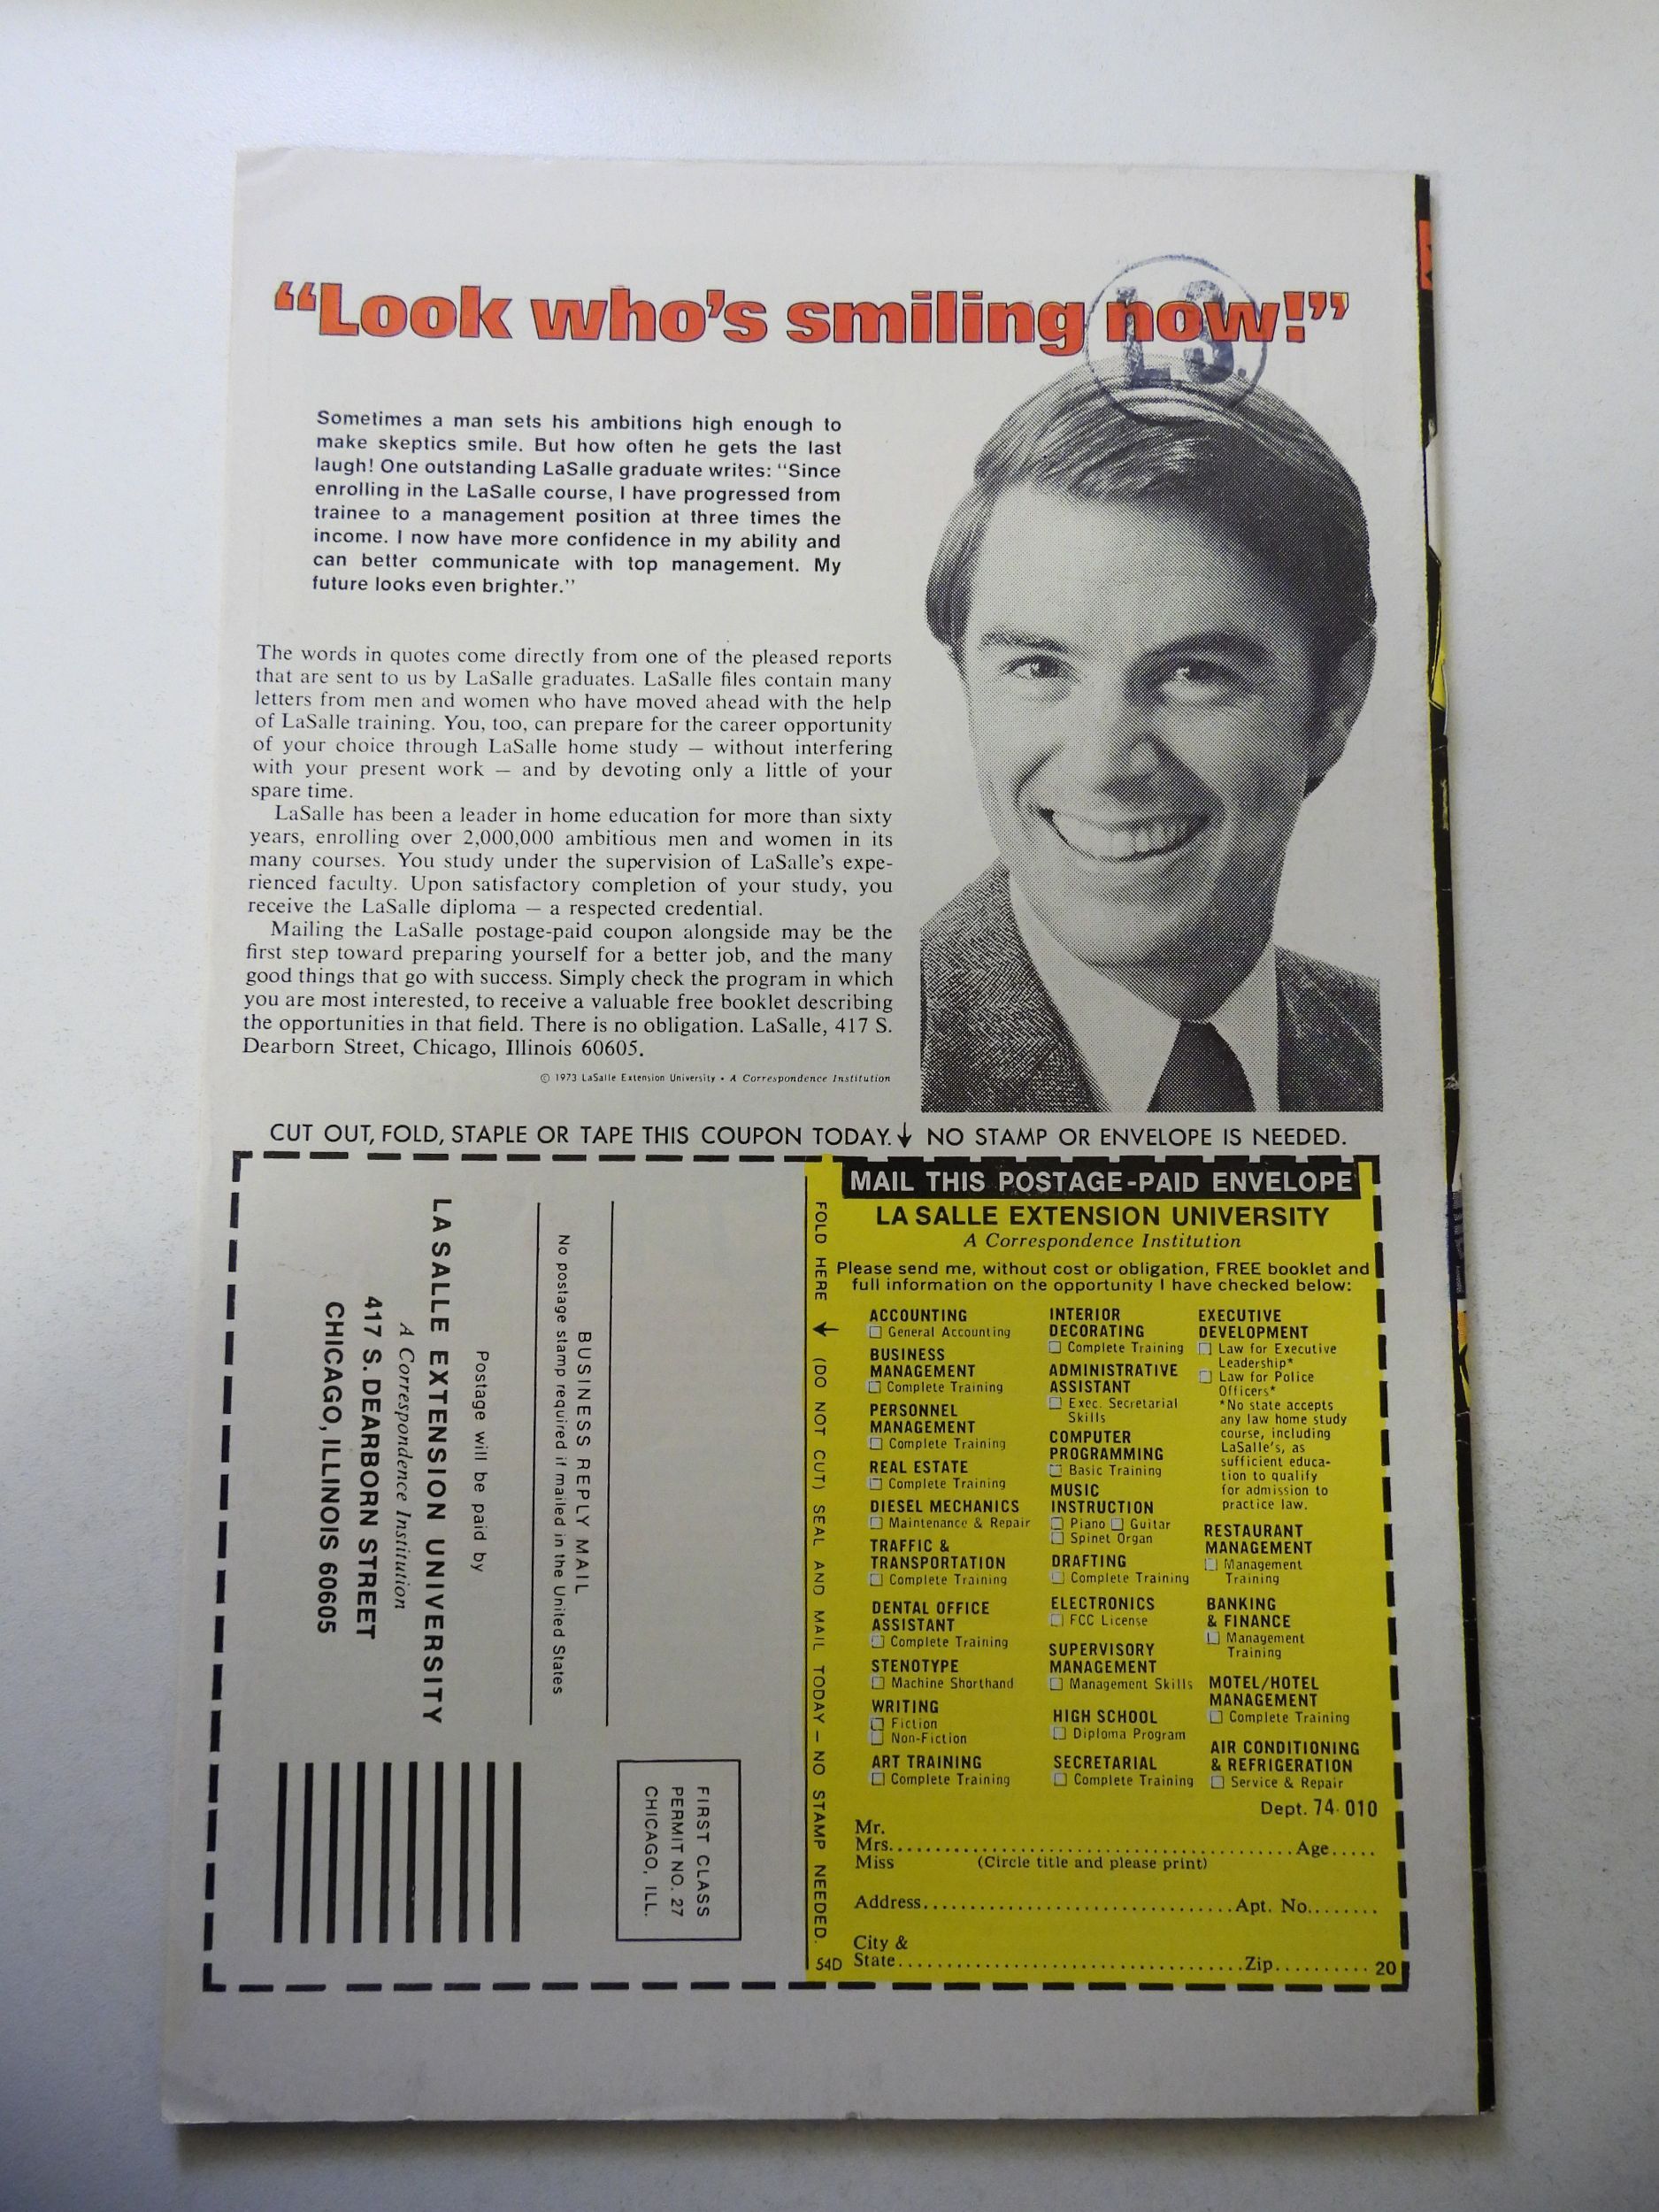 “Look who’s smiling now!”
L3.
Sometimes a man sets his ambitions high enough to
make skeptics smile. But how often he gets the last
laugh! One outstanding LaSalle graduate writes: “Since
enrolling in the LaSalle course, I have progressed from
trainee to a management position at three times the
income. I now have more confidence in my ability and
can better communicate with top management. My
future looks even brighter.”
The words in quotes come directly from one of the pleased reports
that are sent to us by LaSalle graduates. LaSalle files contain many
letters from men and women who have moved ahead with the help
of LaSalle training. You, too, can prepare for the career opportunity
of your choice through LaSalle home study — without interfering
with your present work — and by devoting only a little of your
spare time.
LaSalle has been a leader in home education for more than sixty
years, enrolling over 2,000,000 ambitious men and women in its
many courses. You study under the supervision of LaSalle’s expe-
rienced faculty. Upon satisfactory completion of your study, you
receive the LaSalle diploma — a respected credential.
Mailing the LaSalle postage-paid coupon alongside may be the
first step toward preparing yourself for a better job, and the many
good things that go with success. Simply check the program in which
you are most interested, to receive a valuable free booklet describing
the opportunities in that field. There is no obligation. LaSalle, 417 S.
Dearborn Street, Chicago, Illinois 60605.
© 1973 LaSalle Extension University • A Correspondence Institution
CUT OUT, FOLD, STAPLE OR TAPE THIS COUPON TODAY. ↓ NO STAMP OR ENVELOPE IS NEEDED.
FIRST CLASS
PERMIT NO. 27
CHICAGO, ILL.
BUSINESS REPLY MAIL
No postage stamp required if mailed in the United States
Postage will be paid by
LA SALLE EXTENSION UNIVERSITY
A Correspondence Institution
417 S. DEARBORN STREET
CHICAGO, ILLINOIS 60605
FOLD HERE ↓ (DO NOT CUT) SEAL AND MAIL TODAY — NO STAMP NEEDED.
54D
MAIL THIS POSTAGE-PAID ENVELOPE
LA SALLE EXTENSION UNIVERSITY
A Correspondence Institution
Please send me, without cost or obligation, FREE booklet and
full information on the opportunity I have checked below:
ACCOUNTING
☐ General Accounting
BUSINESS
MANAGEMENT
☐ Complete Training
PERSONNEL
MANAGEMENT
☐ Complete Training
REAL ESTATE
☐ Complete Training
DIESEL MECHANICS
☐ Maintenance & Repair
TRAFFIC &
TRANSPORTATION
☐ Complete Training
DENTAL OFFICE
ASSISTANT
☐ Complete Training
STENOTYPE
☐ Machine Shorthand
WRITING
☐ Fiction
☐ Non-Fiction
ART TRAINING
☐ Complete Training
INTERIOR
DECORATING
☐ Complete Training
ADMINISTRATIVE
ASSISTANT
☐ Exec. Secretarial
Skills
COMPUTER
PROGRAMMING
☐ Basic Training
MUSIC
INSTRUCTION
☐ Piano ☐ Guitar
☐ Spinet Organ
DRAFTING
☐ Complete Training
ELECTRONICS
☐ FCC License
SUPERVISORY
MANAGEMENT
☐ Management Skills
HIGH SCHOOL
☐ Diploma Program
SECRETARIAL
☐ Complete Training
EXECUTIVE
DEVELOPMENT
☐ Law for Executive
Leadership*
☐ Law for Police
Officers*
*No state accepts
any law home study
course, including
LaSalle’s, as
sufficient educa-
tion to qualify
for admission to
practice law.
RESTAURANT
MANAGEMENT
☐ Management
Training
BANKING
& FINANCE
☐ Management
Training
MOTEL/HOTEL
MANAGEMENT
☐ Complete Training
AIR CONDITIONING
& REFRIGERATION
☐ Service & Repair
Dept. 74-010
Mr.
Mrs. Age
Miss (Circle title and please print)
Address Apt. No.
City &
State Zip 20